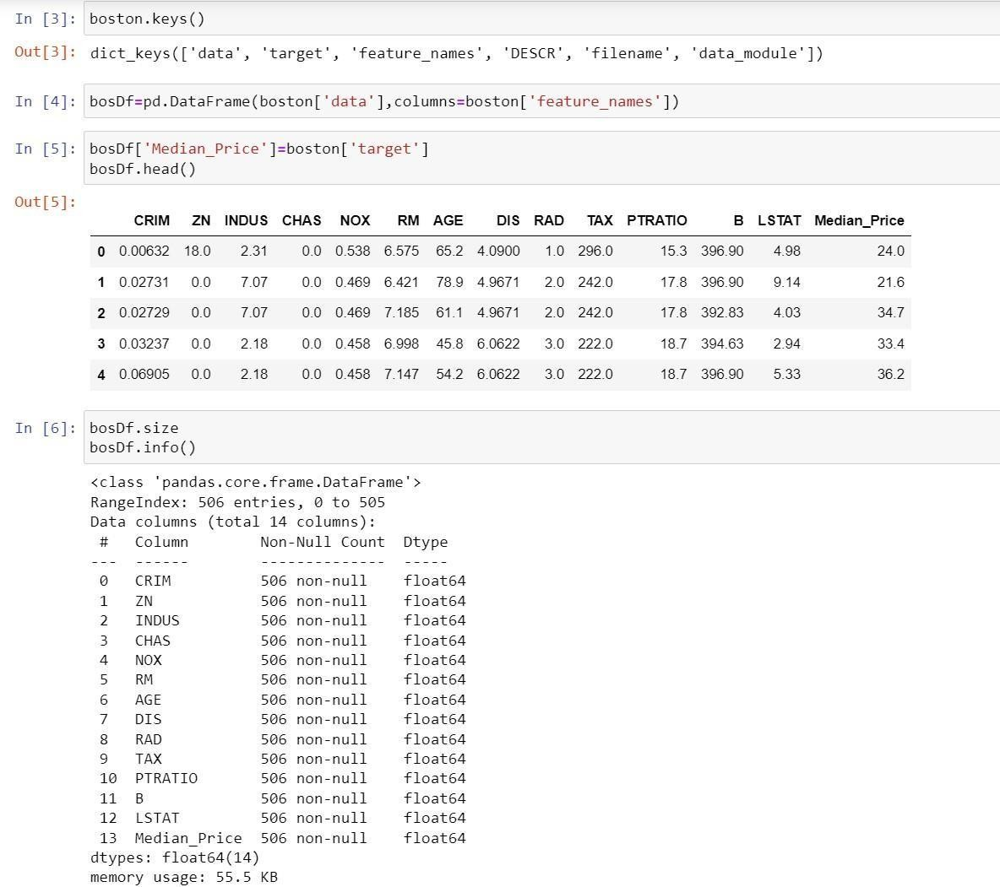 In [3]: boston.keys()
Out[3]: dict_keys(['data', 'target', 'feature_names', 'DESCR', 'filename', 'data_module'])
In [4]: bosDf=pd.DataFrame(boston['data'],columns=boston['feature_names'])
In [5]: bosDf['Median_Price']=boston['target']
bosDf.head()
Out[5]:
CRIM ZN INDUS CHAS NOX RM AGE DIS RAD TAX PTRATIO B LSTAT Median_Price
0 0.00632 18.0 2.31 0.0 0.538 6.575 65.2 4.0900 1.0 296.0 15.3 396.90 4.98 24.0
1 0.02731 0.0 7.07 0.0 0.469 6.421 78.9 4.9671 2.0 242.0 17.8 396.90 9.14 21.6
2 0.02729 0.0 7.07 0.0 0.469 7.185 61.1 4.9671 2.0 242.0 17.8 392.83 4.03 34.7
3 0.03237 0.0 2.18 0.0 0.458 6.998 45.8 6.0622 3.0 222.0 18.7 394.63 2.94 33.4
4 0.06905 0.0 2.18 0.0 0.458 7.147 54.2 6.0622 3.0 222.0 18.7 396.90 5.33 36.2
In [6]: bosDf.size
bosDf.info()
<class 'pandas.core.frame.DataFrame'>
RangeIndex: 506 entries, 0 to 505
Data columns (total 14 columns):
# Column Non-Null Count Dtype
--- ------ -------------- -----
0 CRIM 506 non-null float64
1 ZN 506 non-null float64
2 INDUS 506 non-null float64
3 CHAS 506 non-null float64
4 NOX 506 non-null float64
5 RM 506 non-null float64
6 AGE 506 non-null float64
7 DIS 506 non-null float64
8 RAD 506 non-null float64
9 TAX 506 non-null float64
10 PTRATIO 506 non-null float64
11 B 506 non-null float64
12 LSTAT 506 non-null float64
13 Median_Price 506 non-null float64
dtypes: float64(14)
memory usage: 55.5 KB